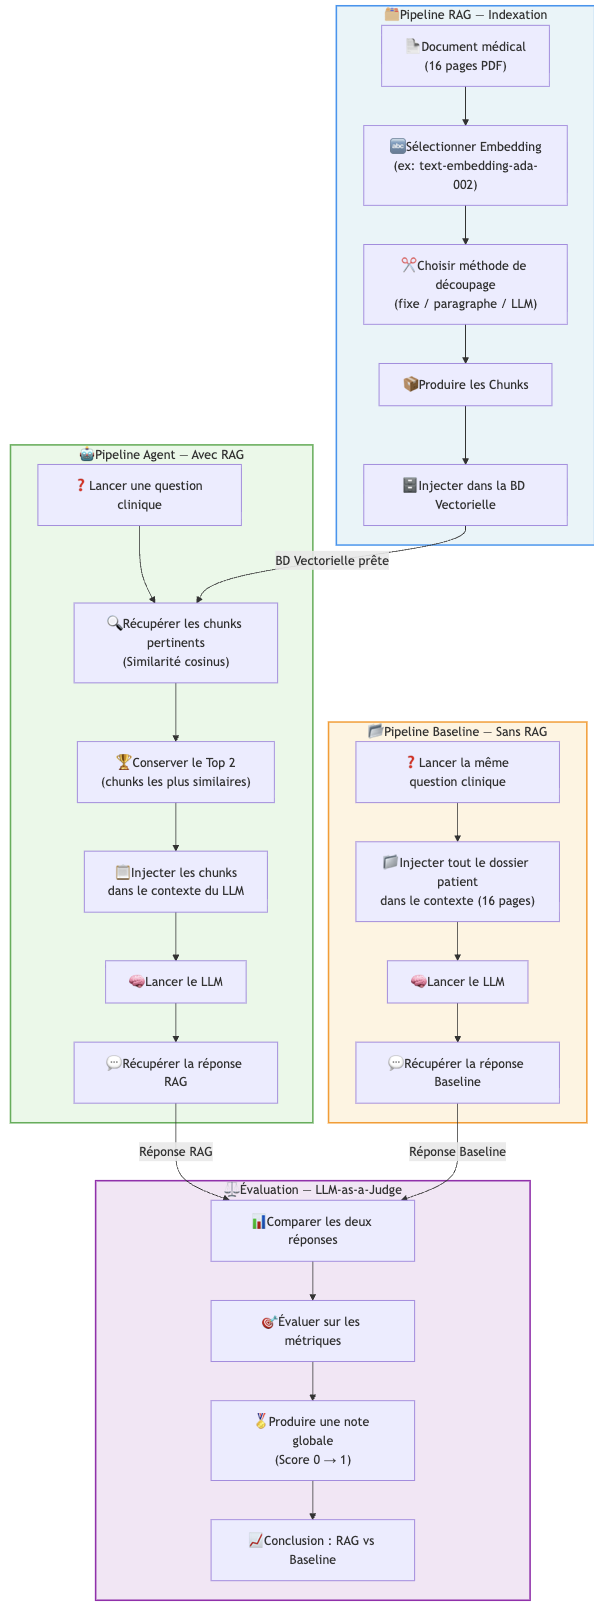 Pipeline RAG — Indexation
Document médical
(16 pages PDF)
abc
Sélectionner Embedding
(ex: text-embedding-ada-
002)
Choisir méthode de
découpage
(fixe / paragraphe / LLM)
Produire les Chunks
Injecter dans la BD
Vectorielle
BD Vectorielle prête
Pipeline Agent — Avec RAG
❓Lancer une question
clinique
Récupérer les chunks
pertinents
(Similarité cosinus)
Conserver le Top 2
(chunks les plus similaires)
Injecter les chunks
dans le contexte du LLM
Lancer le LLM
Récupérer la réponse
RAG
Réponse RAG
Pipeline Baseline — Sans RAG
❓Lancer la même
question clinique
Injecter tout le dossier
patient
dans le contexte (16 pages)
Lancer le LLM
Récupérer la réponse
Baseline
Réponse Baseline
Évaluation — LLM-as-a-Judge
Comparer les deux
réponses
Évaluer sur les
métriques
Produire une note
globale
(Score 0 → 1)
Conclusion : RAG vs
Baseline